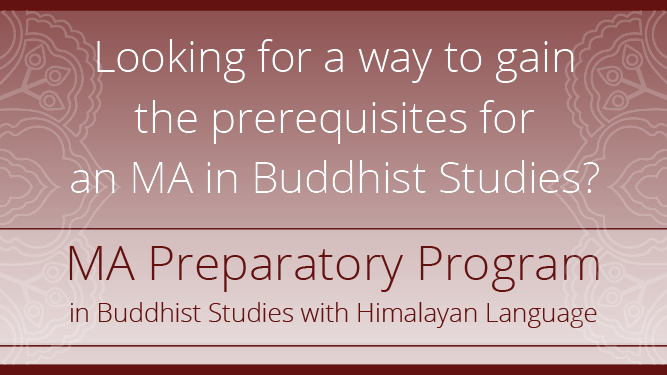 Looking for a way to gain
the prerequisites for
an MA in Buddhist Studies?
MA Preparatory Program
in Buddhist Studies with Himalayan Language